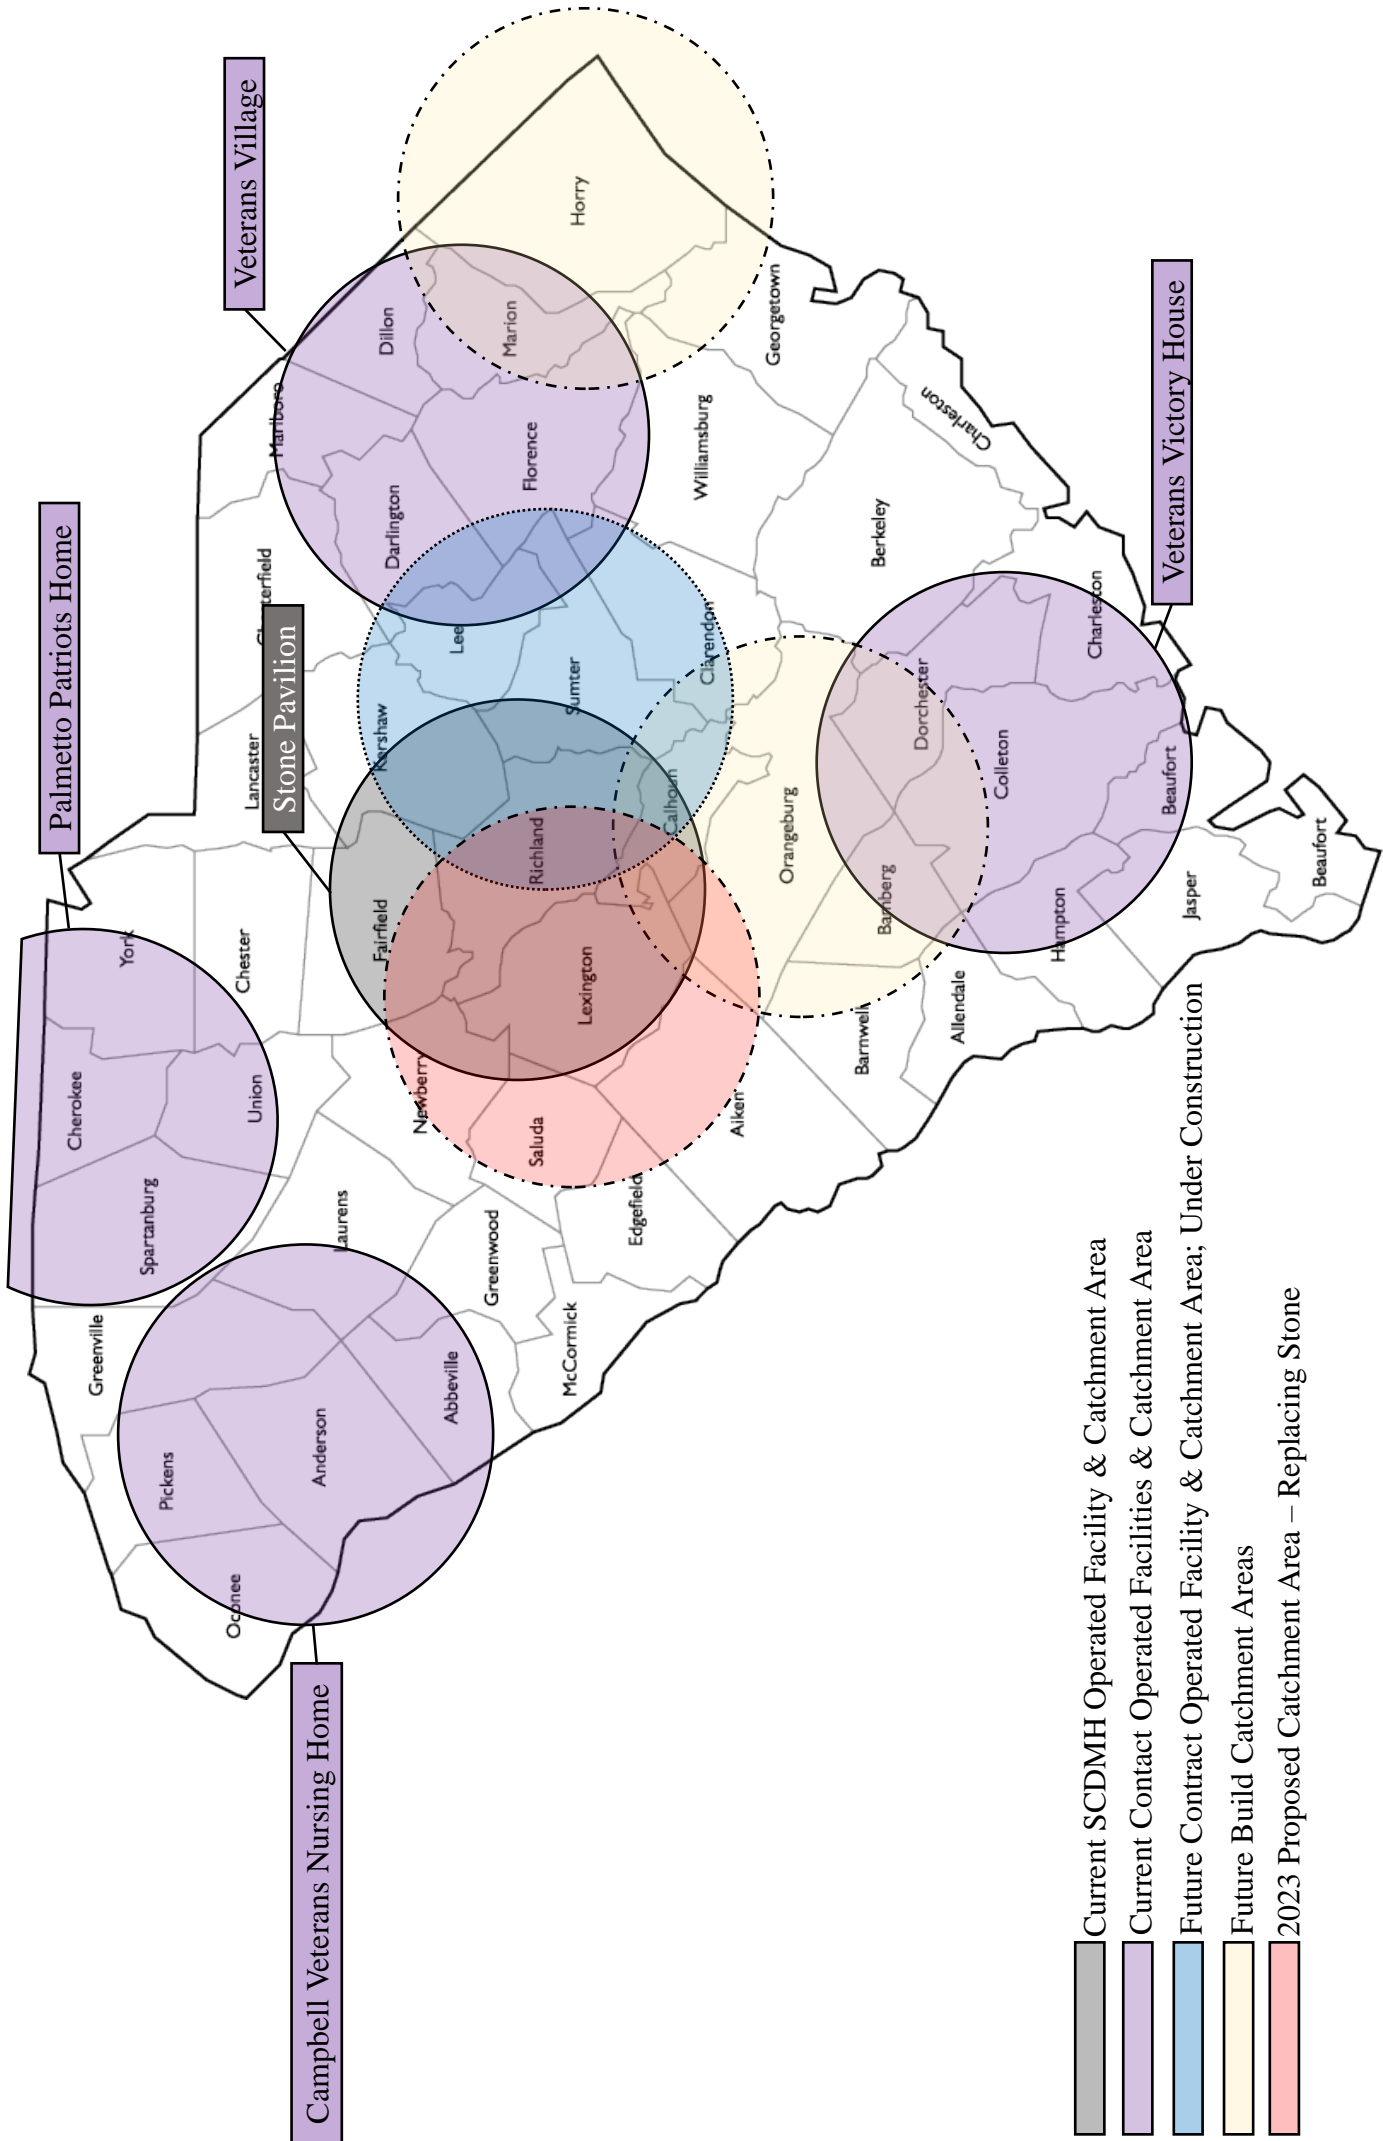 Palmetto Patriots Home
Veterans Village
Stone Pavilion
Campbell Veterans Nursing Home
Veterans Victory House
Cherokee
York
Greenville
Spartanburg
Pickens
Oconee
Union
Chester
Lancaster
Marlboro
Anderson
Laurens
Fairfield
Kershaw
Darlington
Dillon
Abbeville
Newberry
Lee
Greenwood
Saluda
Richland
Florence
Marion
McCormick
Lexington
Sumter
Horry
Edgefield
Calhoun
Clarendon
Williamsburg
Aiken
Orangeburg
Georgetown
Barnwell
Bamberg
Berkeley
Allendale
Dorchester
Charleston
Colleton
Hampton
Charleston
Beaufort
Jasper
Beaufort
Current SCDMH Operated Facility & Catchment Area
Current Contact Operated Facilities & Catchment Area
Future Contract Operated Facility & Catchment Area; Under Construction
Future Build Catchment Areas
2023 Proposed Catchment Area – Replacing Stone